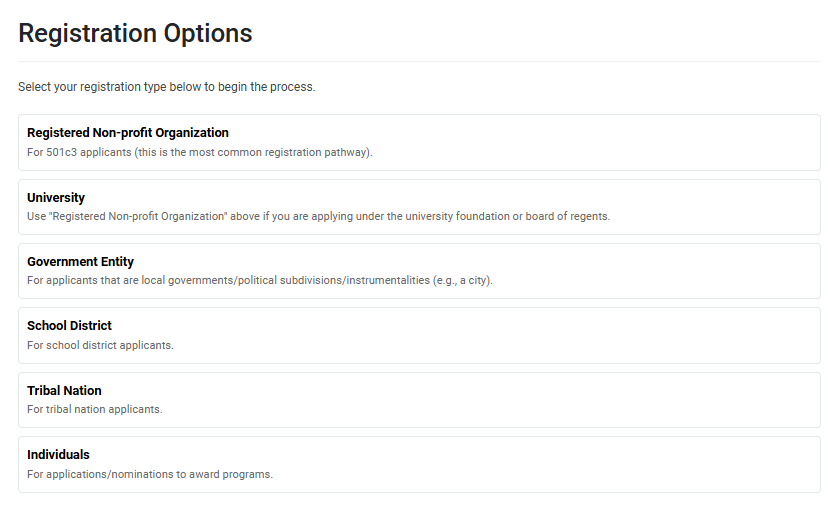 Registration Options
Select your registration type below to begin the process.
Registered Non-profit Organization
For 501c3 applicants (this is the most common registration pathway).
University
Use "Registered Non-profit Organization" above if you are applying under the university foundation or board of regents.
Government Entity
For applicants that are local governments/political subdivisions/instrumentalities (e.g., a city).
School District
For school district applicants.
Tribal Nation
For tribal nation applicants.
Individuals
For applications/nominations to award programs.